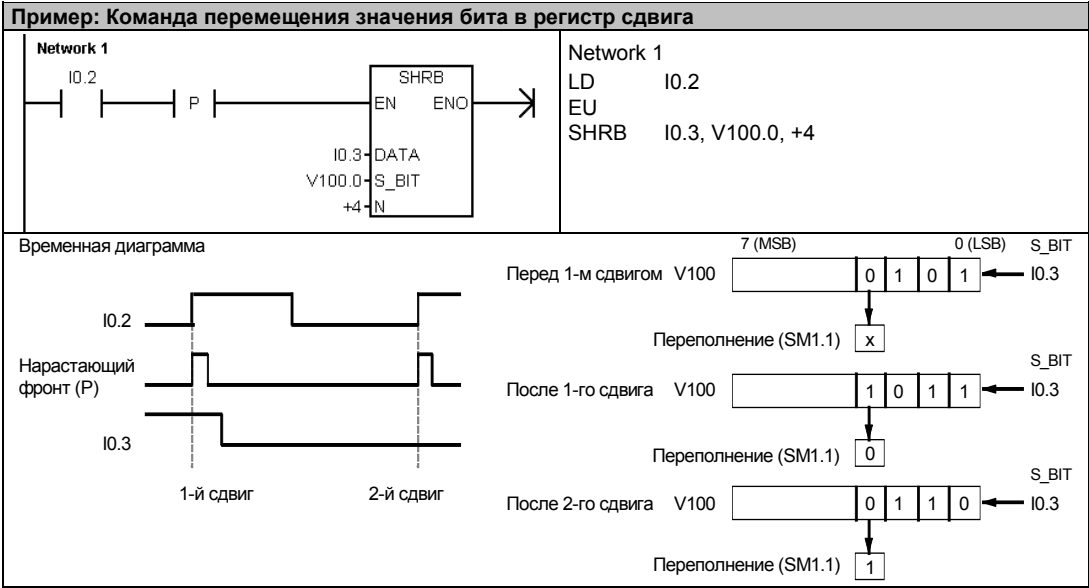 Пример: Команда перемещения значения бита в регистр сдвига
Network 1
I0.2
P
SHRB
EN ENO
I0.3 DATA
V100.0 S_BIT
+4 N
Network 1
LD I0.2
EU
SHRB I0.3, V100.0, +4
Временная диаграмма
I0.2
Нарастающий
фронт (P)
I0.3
1-й сдвиг 2-й сдвиг
7 (MSB) 0 (LSB) S_BIT
Перед 1-м сдвигом V100 0 1 0 1 I0.3
Переполнение (SM1.1) x
S_BIT
После 1-го сдвига V100 1 0 1 1 I0.3
Переполнение (SM1.1) 0
S_BIT
После 2-го сдвига V100 0 1 1 0 I0.3
Переполнение (SM1.1) 1